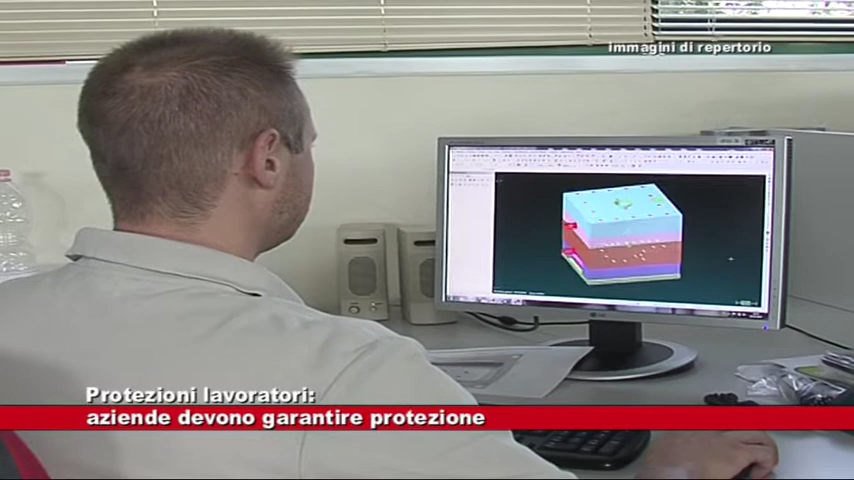 immagini di repertorio
Protezioni lavoratori:
aziende devono garantire protezione